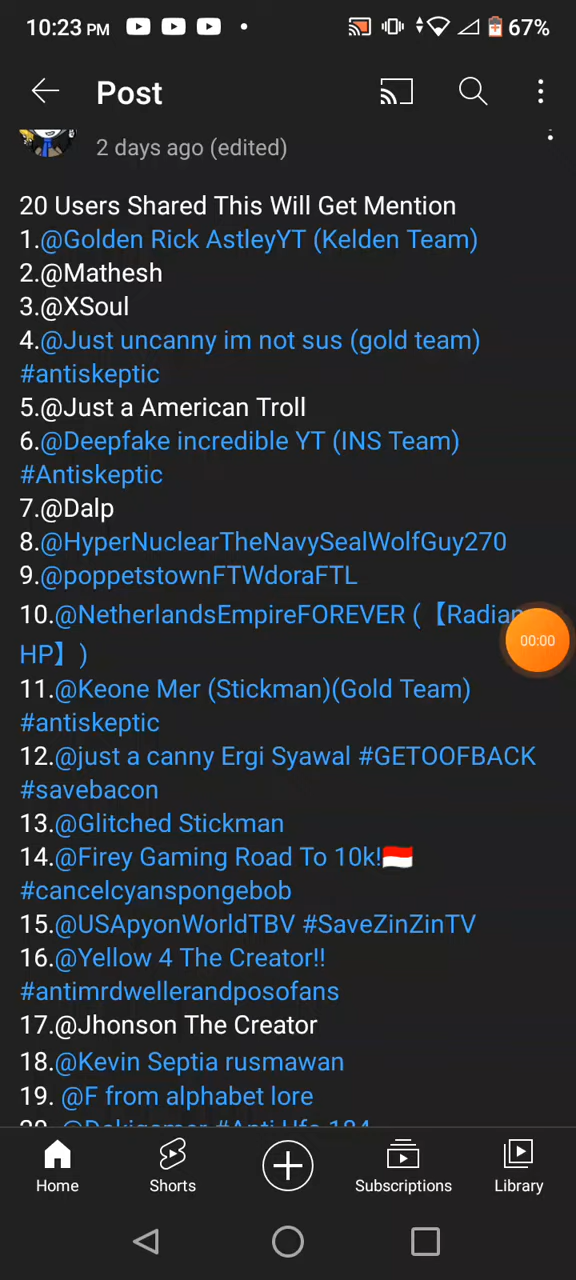 10:23 PM 67%
Post
2 days ago (edited)
20 Users Shared This Will Get Mention
1.@Golden Rick AstleyYT (Kelden Team)
2.@Mathesh
3.@XSoul
4.@Just uncanny im not sus (gold team)
#antiskeptic
5.@Just a American Troll
6.@Deepfake incredible YT (INS Team)
#Antiskeptic
7.@Dalp
8.@HyperNuclearTheNavySealWolfGuy270
9.@poppetstownFTWdoraFTL
10.@NetherlandsEmpireFOREVER (【Radian
00:00
HP】)
11.@Keone Mer (Stickman)(Gold Team)
#antiskeptic
12.@just a canny Ergi Syawal #GETOOFBACK
#savebacon
13.@Glitched Stickman
14.@Firey Gaming Road To 10k!🇮🇩
#cancelcyanspongebob
15.@USApyonWorldTBV #SaveZinZinTV
16.@Yellow 4 The Creator!!
#antimrdwellerandposofans
17.@Jhonson The Creator
18.@Kevin Septia rusmawan
19. @F from alphabet lore
Home Shorts Subscriptions Library